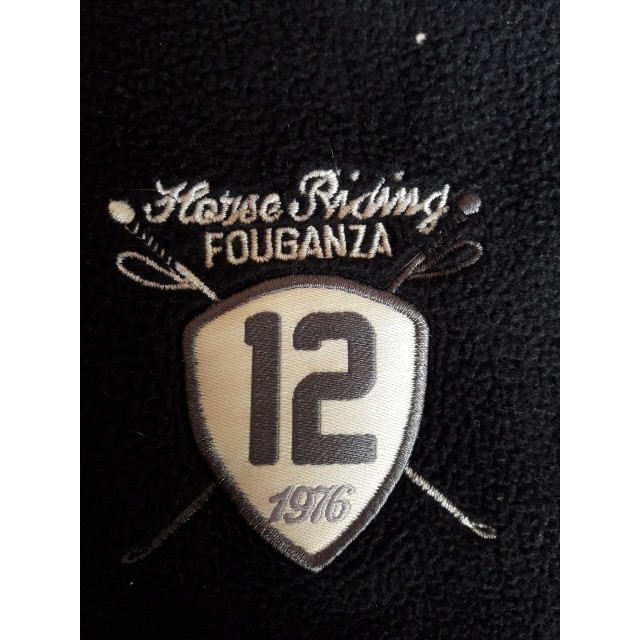 Horse Riding
FOUGANZA
12
1976